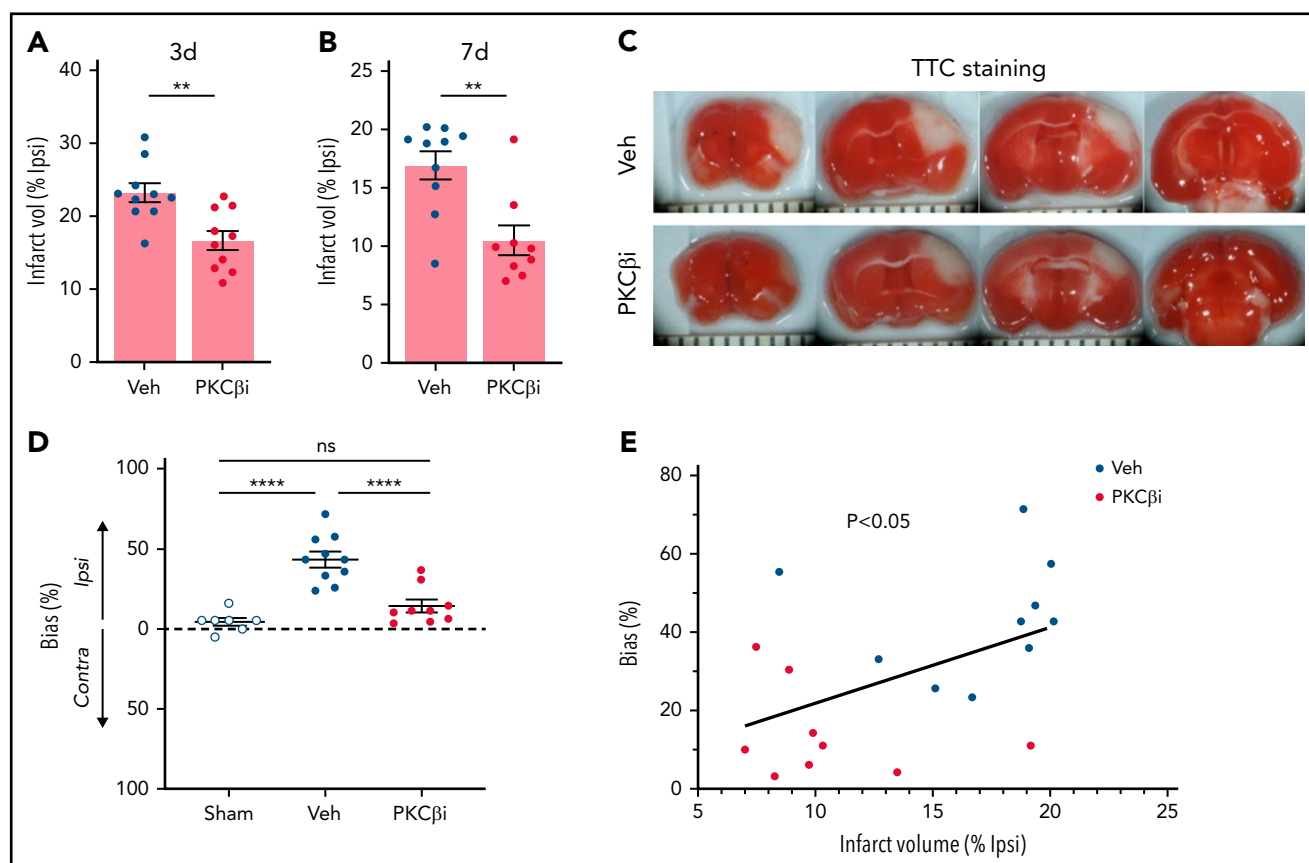 A
3d
Infarct vol (% Ipsi)
40
30
20
10
0
**
Veh
PKCβi
B
7d
Infarct vol (% Ipsi)
25
20
15
10
5
0
**
Veh
PKCβi
C
TTC staining
Veh
PKCβi
D
Bias (%)
Ipsi
Contra
100
50
0
50
100
ns
****
****
Sham
Veh
PKCβi
E
Bias (%)
80
60
40
20
0
P<0.05
Veh
PKCβi
5
10
15
20
25
Infarct volume (% Ipsi)